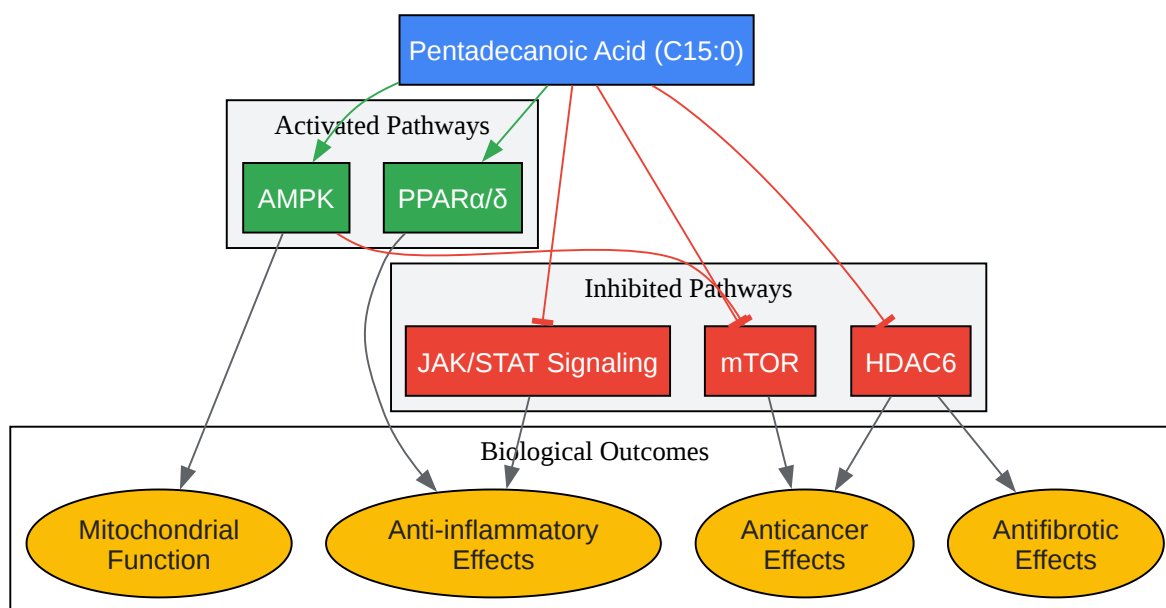 Pentadecanoic Acid (C15:0)
Activated Pathways
AMPK
PPARα/δ
Inhibited Pathways
JAK/STAT Signaling
mTOR
HDAC6
Biological Outcomes
Mitochondrial
Function
Anti-inflammatory
Effects
Anticancer
Effects
Antifibrotic
Effects